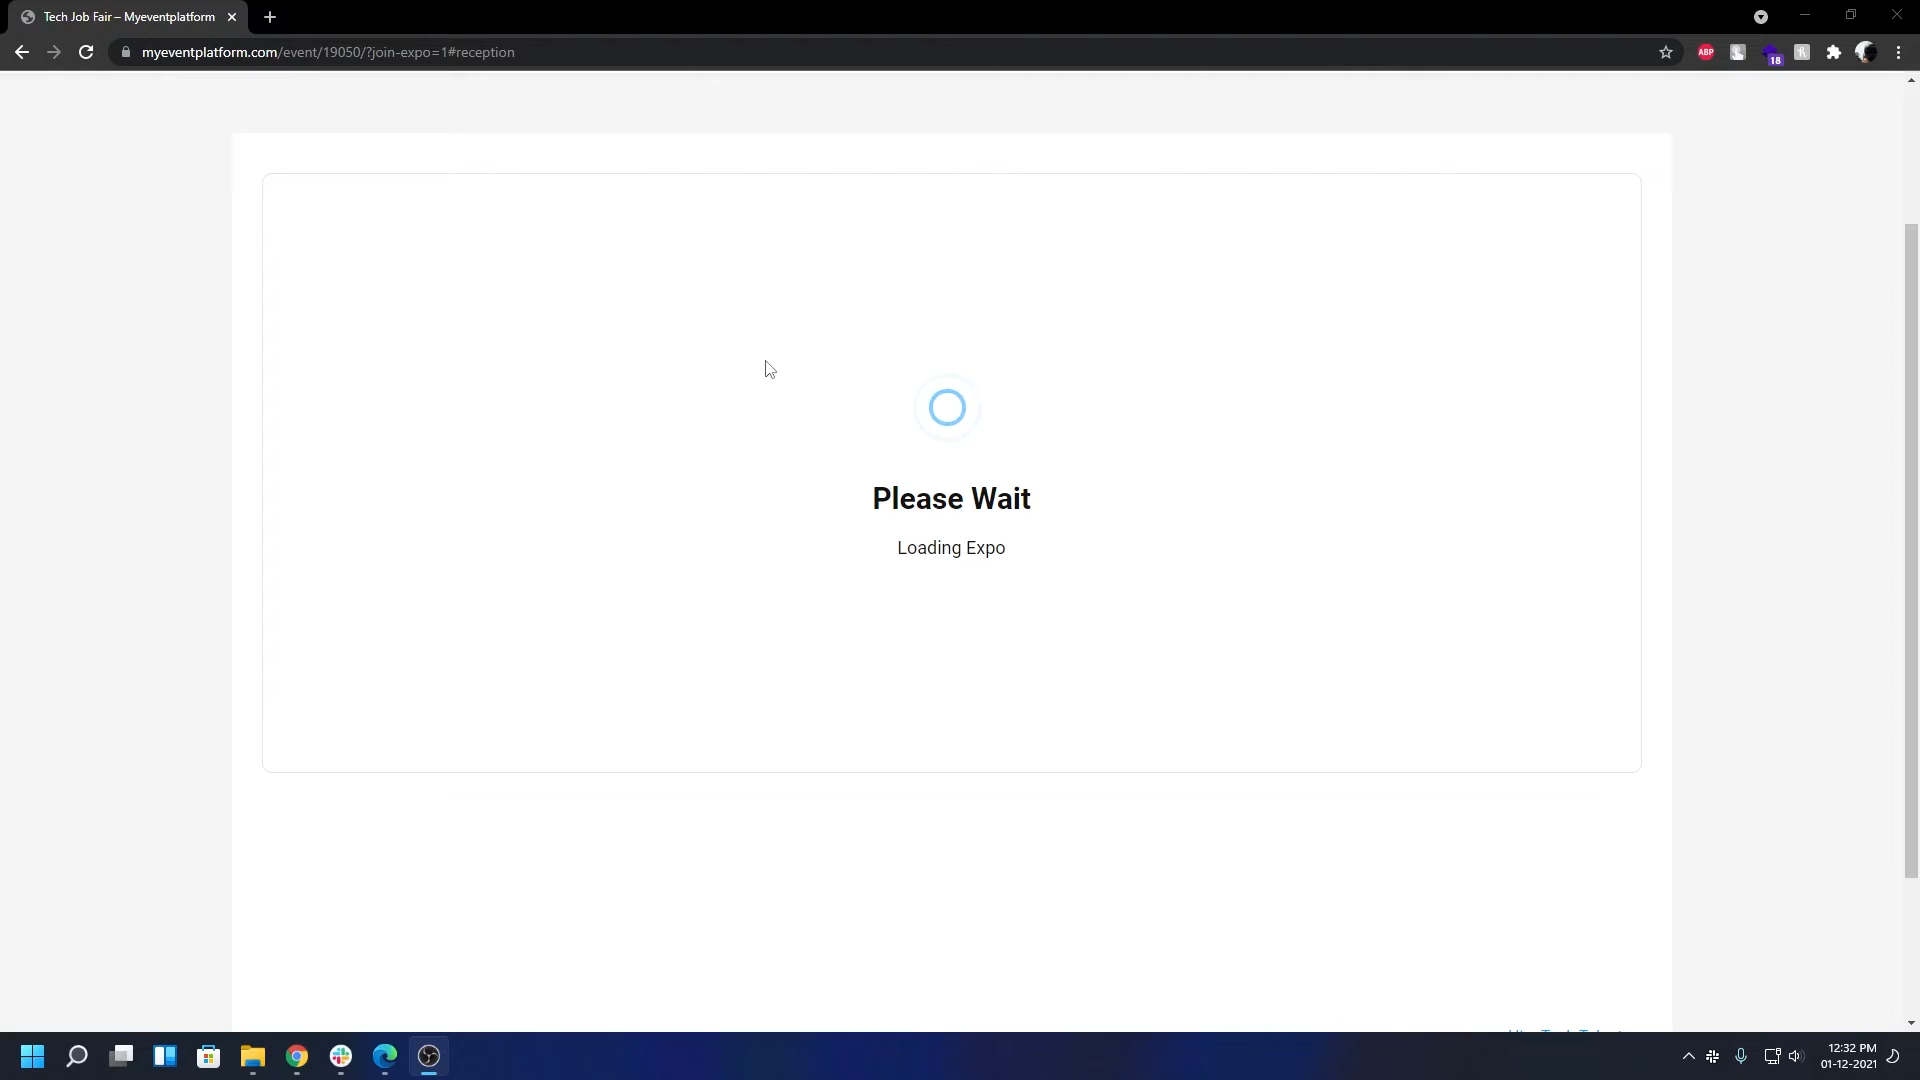 Tech Job Fair – Myeventplatform
myeventplatform.com/event/19050/?join-expo=1#reception
ABP
18
Please Wait
Loading Expo
12:32 PM
01-12-2021